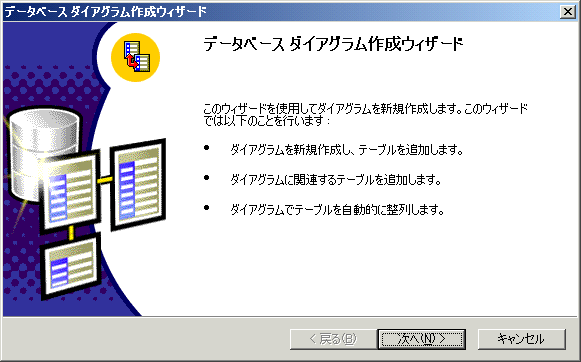 データベース ダイアグラム作成ウィザード
データベース ダイアグラム作成ウィザード
このウィザードを使用してダイアグラムを新規作成します。このウィザード
では以下のことを行います：
• ダイアグラムを新規作成し、テーブルを追加します。
• ダイアグラムに関連するテーブルを追加します。
• ダイアグラムでテーブルを自動的に整列します。
< 戻る(B) 次へ(N) > キャンセル